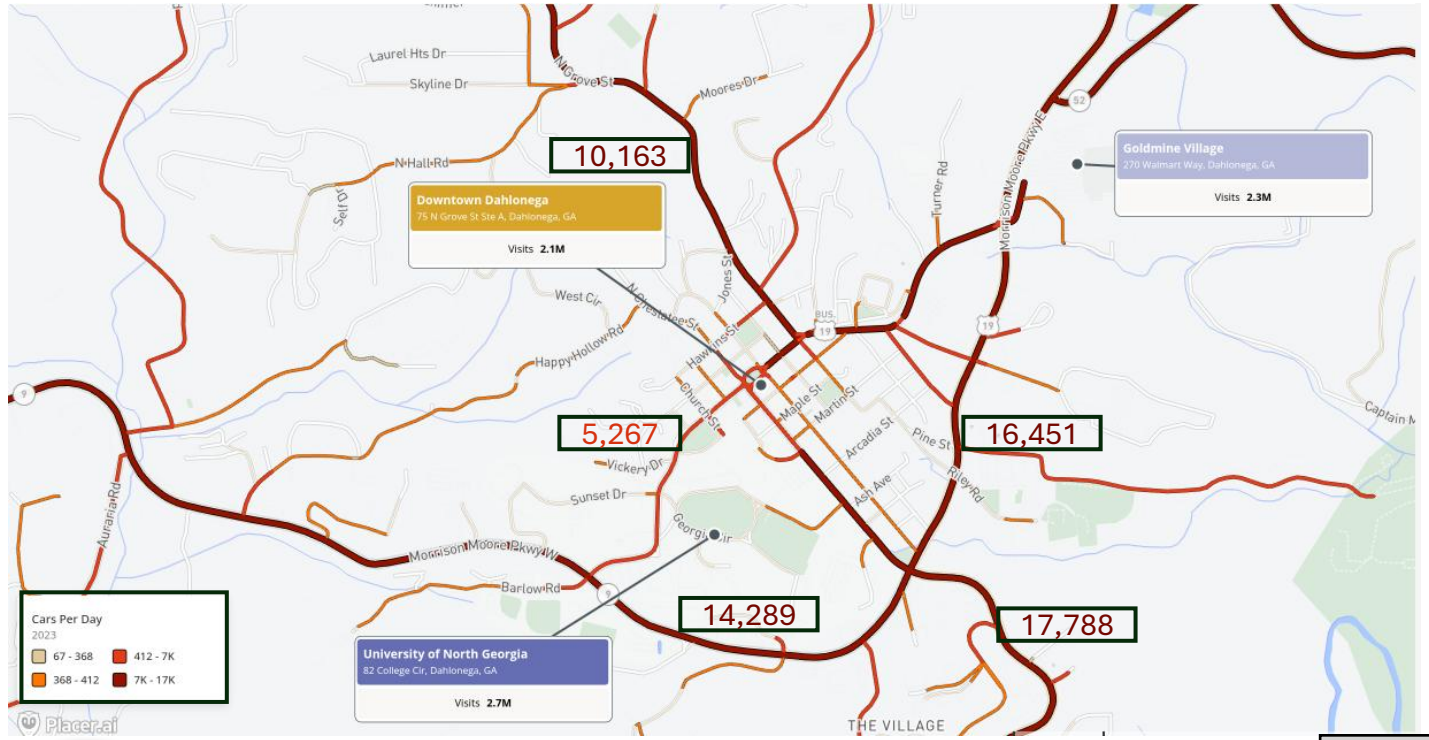 Laurel Hts Dr
Skyline Dr
N Grove St
Moores Dr
52
10,163
N Hall Rd
Self Dr
Downtown Dahlonega
75 N Grove St Ste A, Dahlonega, GA
Visits 2.1M
Goldmine Village
270 Walmart Way, Dahlonega, GA
Visits 2.3M
Turner Rd
Morrison Moore Pkwy E
Jones St
West Cir
N Chestatee St
BUS
19
19
Hawkins St
Happy Hollow Rd
9
Church St
Maple St
Martin St
Captain M
5,267
Arcadia St
Pine St
16,451
Vickery Dr
Riley Rd
Sunset Dr
Ash Ave
Auraria Rd
Morrison Moore Pkwy W
Barlow Rd
9
14,289
17,788
Cars Per Day
2023
67 - 368
412 - 7K
368 - 412
7K - 17K
University of North Georgia
82 College Cir, Dahlonega, GA
Visits 2.7M
THE VILLAGE
Placer.ai